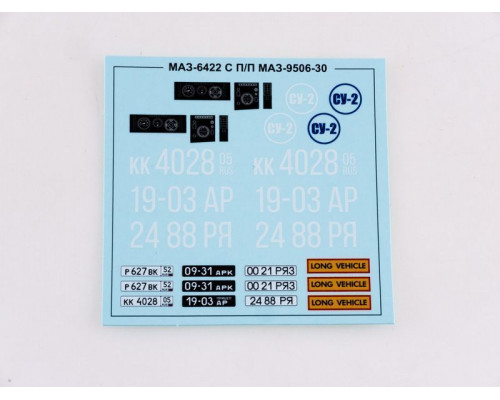 МАЗ-6422 С П/П МАЗ-9506-30
СУ-2
СУ-2 СУ-2
СУ-2
КК 4028 05 RUS КК 4028 05 RUS
19-03 АР 19-03 АР
24 88 РЯ 24 88 РЯ
Р 627 ВК 52 09-31 АРК 00 21 РЯЗ LONG VEHICLE
Р 627 ВК 52 09-31 АРК 00 21 РЯЗ LONG VEHICLE
КК 4028 05 19-03 АР 24 88 РЯ LONG VEHICLE